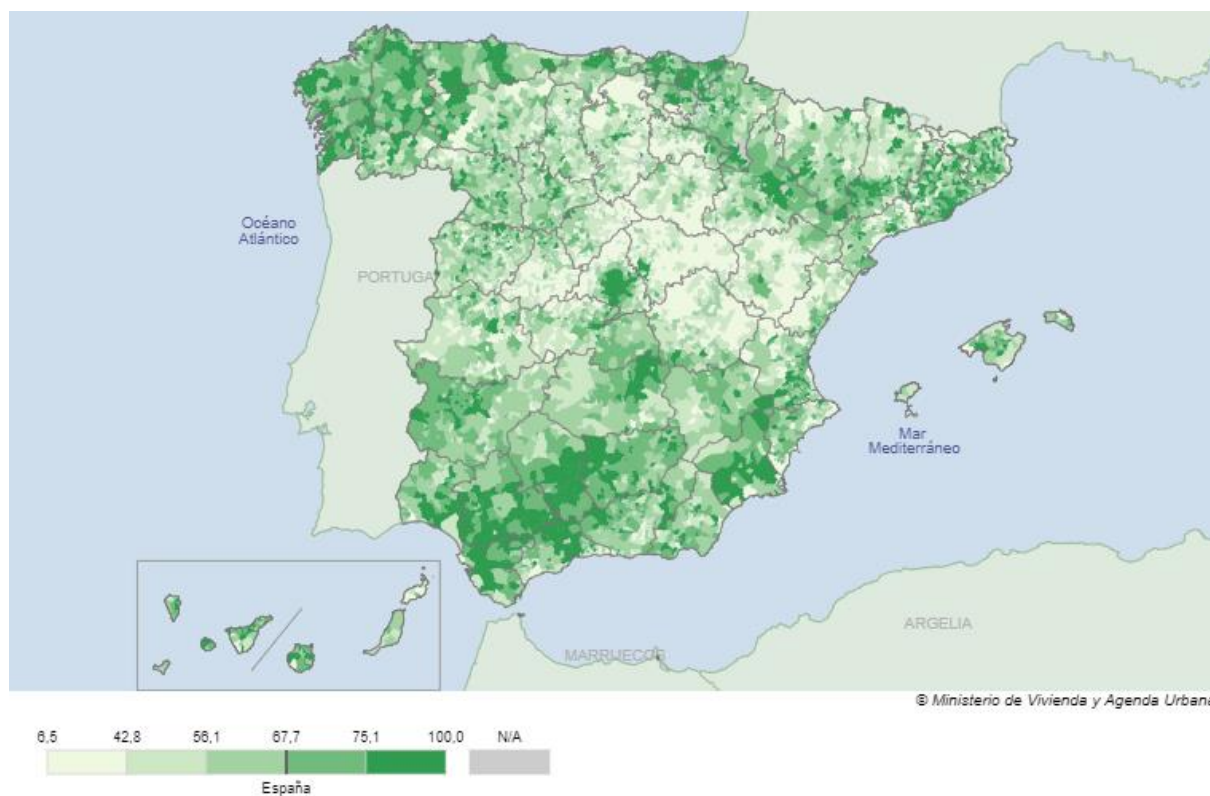 Océano
Atlántico
PORTUGA
Mar
Mediterráneo
ARGELIA
MARRUECOS
© Ministerio de Vivienda y Agenda Urbana
6,5 42,8 56,1 67,7 75,1 100,0 N/A
España